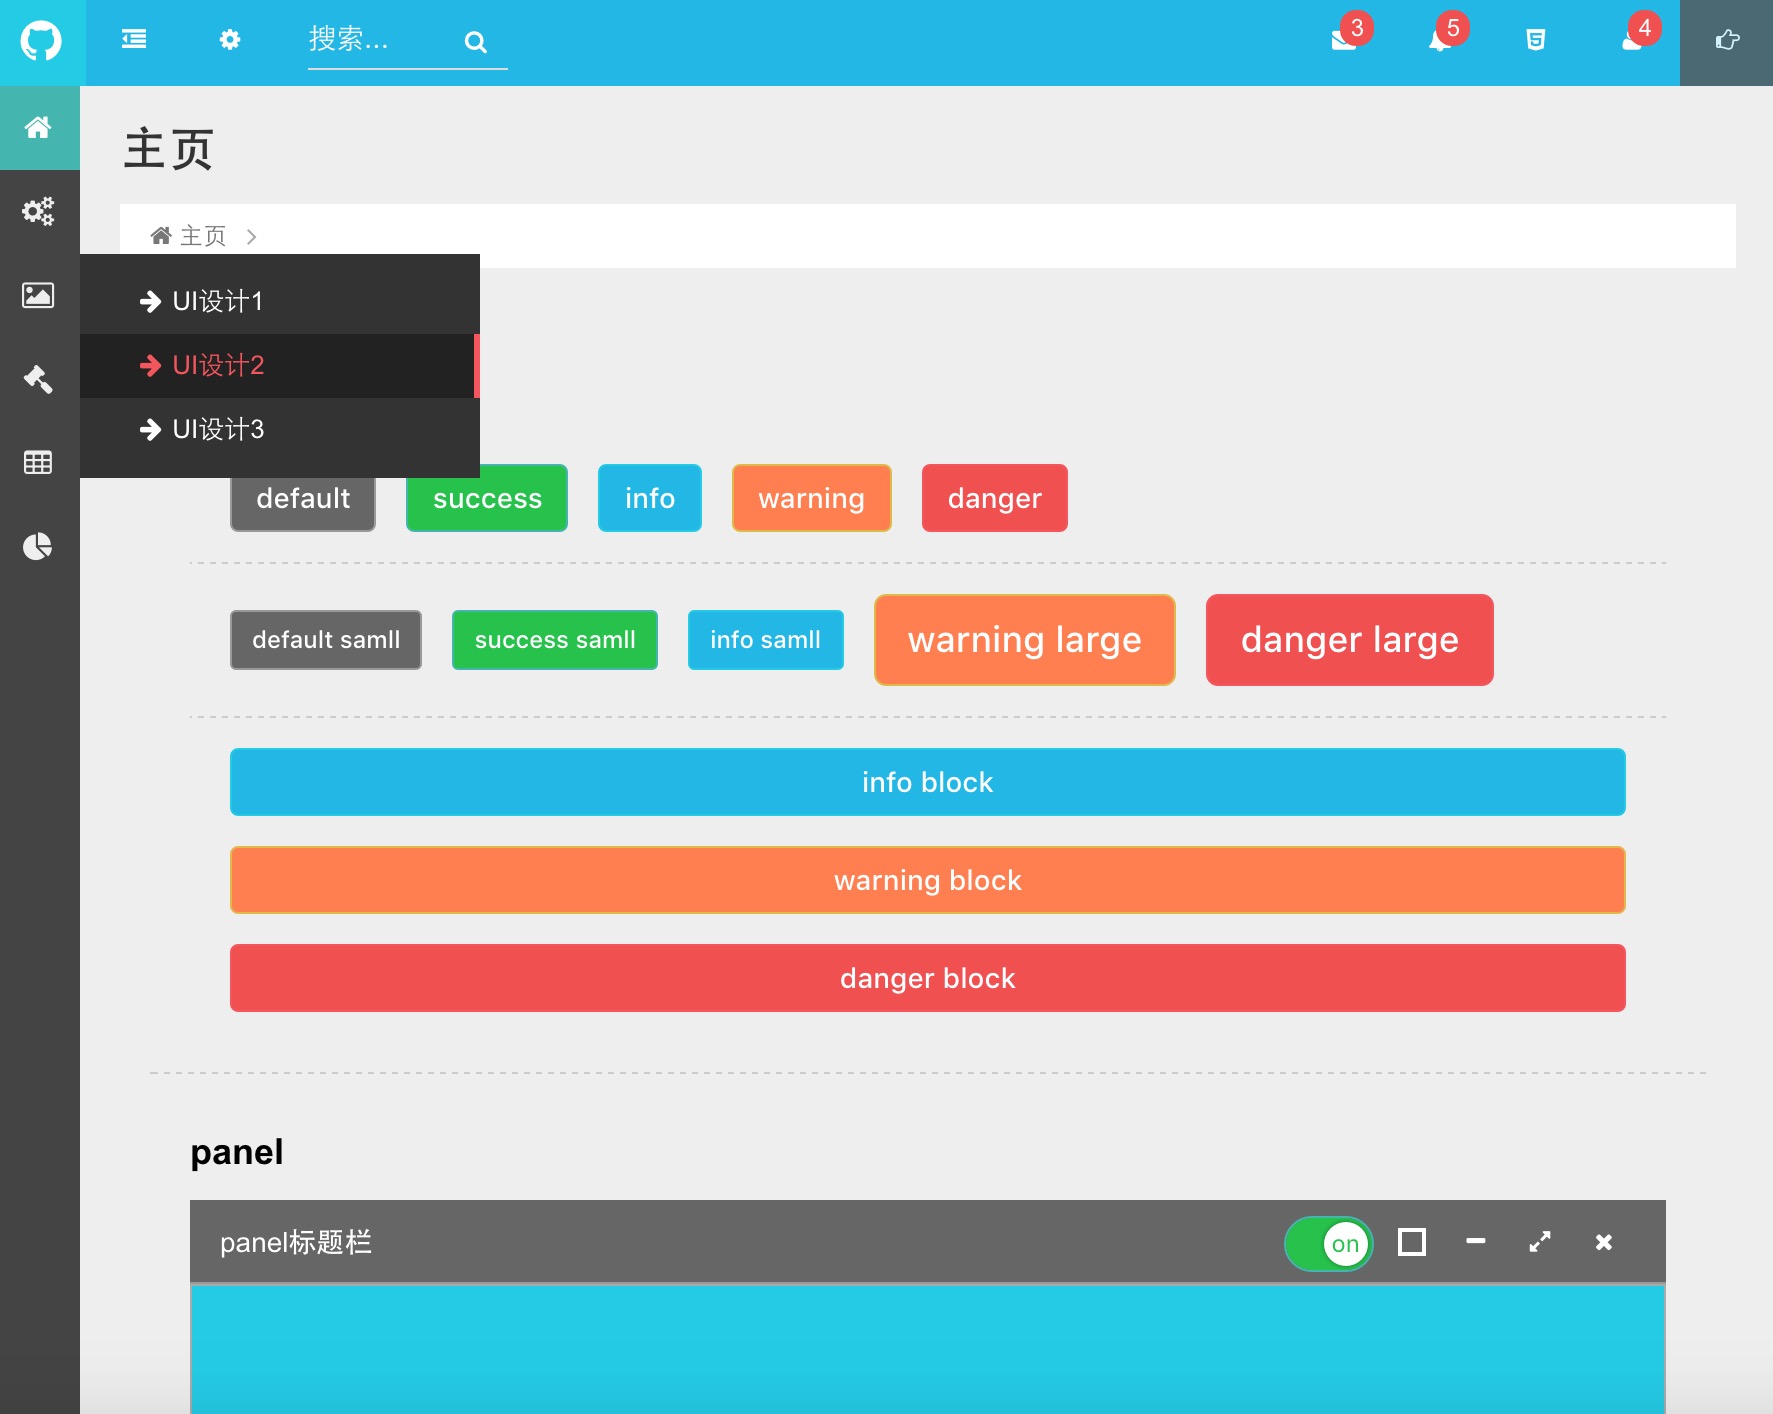 搜索...
3
5
4
主页
主页
UI设计1
UI设计2
UI设计3
default success info warning danger
default samll success samll info samll warning large danger large
info block
warning block
danger block
panel
panel标题栏 on